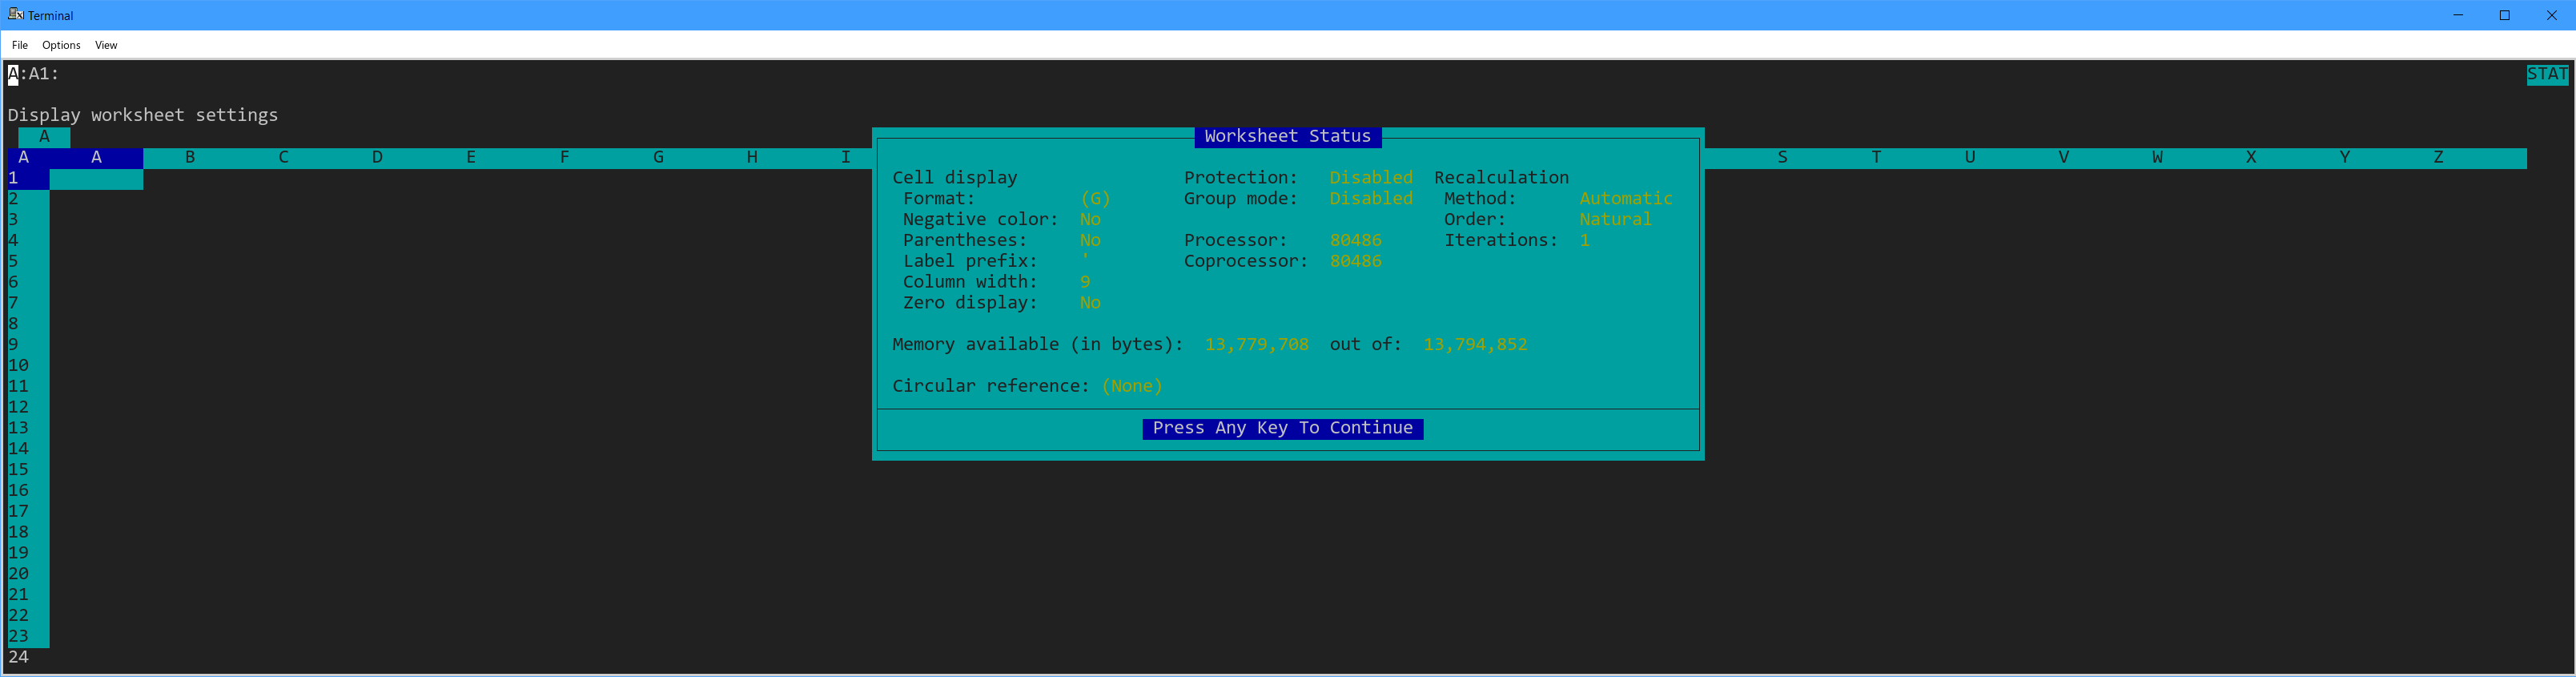 Terminal
File Options View
A:A1: STAT
Display worksheet settings
A Worksheet Status
A A B C D E F G H I S T U V W X Y Z
1 Cell display Protection: Disabled Recalculation
2 Format: (G) Group mode: Disabled Method: Automatic
3 Negative color: No Order: Natural
4 Parentheses: No Processor: 80486 Iterations: 1
5 Label prefix: ' Coprocessor: 80486
6 Column width: 9
7 Zero display: No
8
9 Memory available (in bytes): 13,779,708 out of: 13,794,852
10
11 Circular reference: (None)
12
13 Press Any Key To Continue
14
15
16
17
18
19
20
21
22
23
24